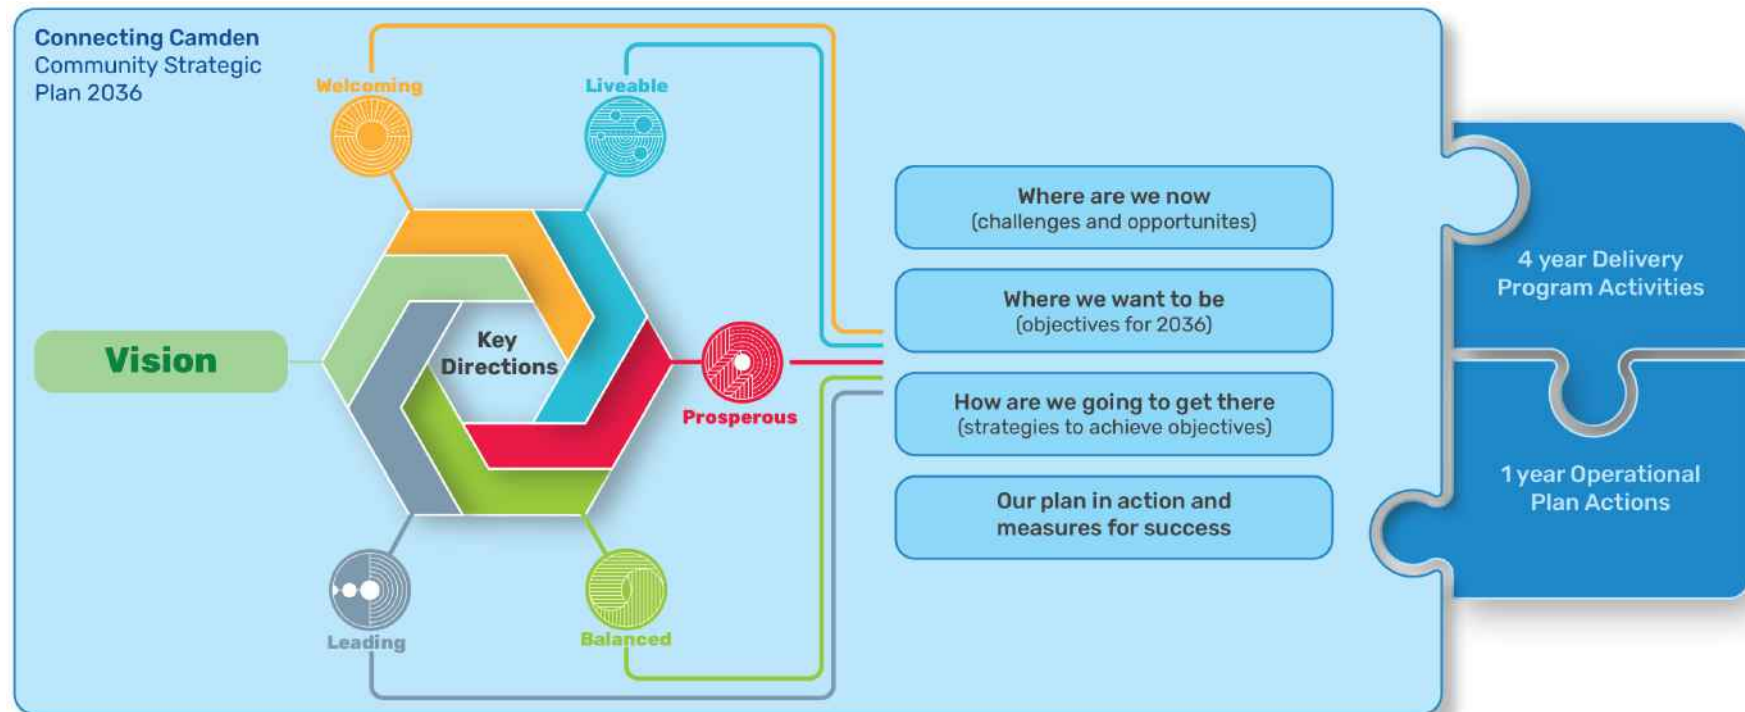 Connecting Camden
Community Strategic
Plan 2036
Welcoming
Liveable
Vision
Key
Directions
Prosperous
Leading
Balanced
Where are we now
(challenges and opportunites)
Where we want to be
(objectives for 2036)
How are we going to get there
(strategies to achieve objectives)
Our plan in action and
measures for success
4 year Delivery
Program Activities
1 year Operational
Plan Actions